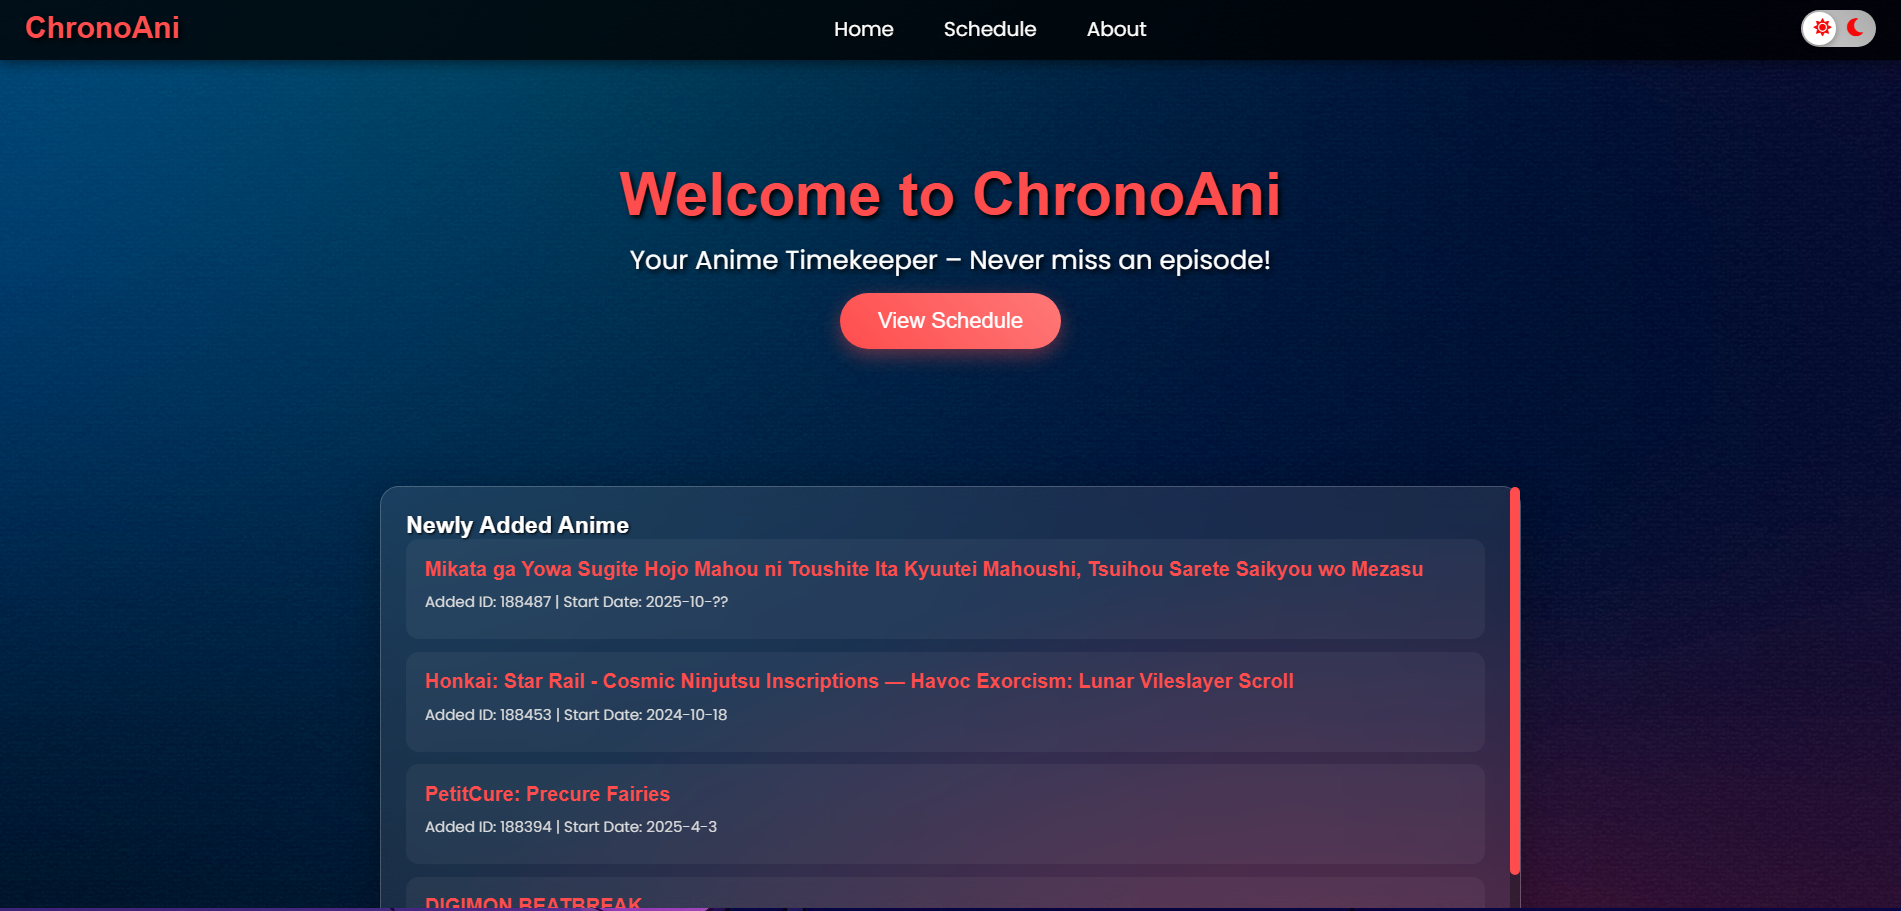 ChronoAni
Home
Schedule
About
Welcome to ChronoAni
Your Anime Timekeeper – Never miss an episode!
View Schedule
Newly Added Anime
Mikata ga Yowa Sugite Hojo Mahou ni Toushite Ita Kyuutei Mahoushi, Tsuihou Sarete Saikyou wo Mezasu
Added ID: 188487 | Start Date: 2025-10-??
Honkai: Star Rail - Cosmic Ninjutsu Inscriptions — Havoc Exorcism: Lunar Vileslayer Scroll
Added ID: 188453 | Start Date: 2024-10-18
PetitCure: Precure Fairies
Added ID: 188394 | Start Date: 2025-4-3
DIGIMON BEATBREAK